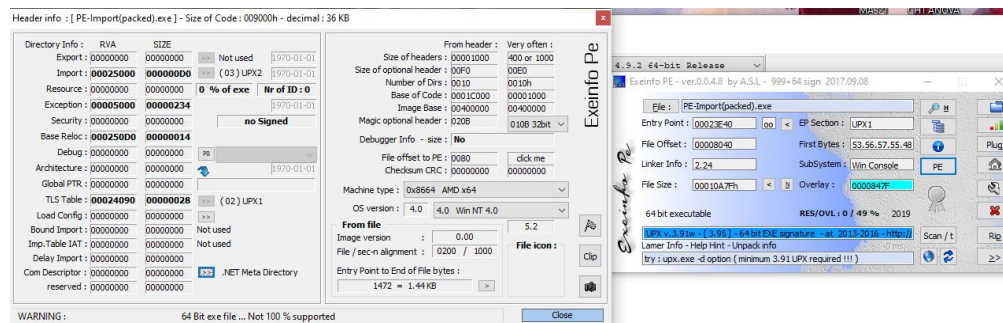 Header info : [ PE-Import(packed).exe ] - Size of Code : 009000h - decimal : 36 KB
Directory Info : RVA SIZE
Export : 00000000 00000000 >> Not used 1970-01-01
Import : 00025000 000000D0 >> ( 03 ) UPX2 1970-01-01
Resource : 00000000 00000000 0 % of exe Nr of ID : 0
Exception : 00005000 00000234 1970-01-01
Security : 00000000 00000000 no Signed
Base Reloc : 000250D0 00000014
Debug : 00000000 00000000 PB
Architecture : 00000000 00000000 1970-01-01
Global PTR : 00000000 00000000
TLS Table : 00024090 00000028 >> ( 02 ) UPX1
Load Config : 00000000 00000000 >>
Bound Import : 00000000 00000000 Not used
Imp.Table IAT : 00000000 00000000 Not used
Delay Import : 00000000 00000000
Com Descriptor : 00000000 00000000 >> .NET Meta Directory
reserved : 00000000 00000000
WARNING : 64 Bit exe file ... Not 100 % supported
From header : Very often :
Size of headers : 00001000 400 or 1000
Size of optional header : 00F0 00E0
Number of Dirs : 0010 0010h
Base of Code : 0001C000 00001000
Image Base : 00400000 00400000
Magic optional header : 020B 010B 32bit
Debugger Info - size : No
File offset to PE : 0080 click me
Checksum CRC : 00000000 00000000
Machine type : 0x8664 AMD x64
OS version : 4.0 4.0 Win NT 4.0
From file 5.2
Image version : 0.00
File / sec-n alignment : 0200 / 1000
File icon :
Entry Point to End of File bytes :
1472 = 1.44 KB >
Close
Exeinfo Pe
Clip
4.9.2 64-bit Release
Exeinfo PE - ver.0.0.4.8 by A.S.L - 999+64 sign 2017.09.08
File : PE-Import(packed).exe
Entry Point : 00023E40 oo < EP Section : UPX1
File Offset : 00008040 First Bytes : 53.56.57.55.48
Linker Info : 2.24 SubSystem : Win Console
File Size : 00010A7Fh < N Overlay : 0000847F
64 bit executable RES/OVL : 0 / 49 % 2019
UPX v.3.91w - [ 3.95 ] - 64 bit EXE signature - at 2013-2016 - http://
Lamer Info - Help Hint - Unpack info
try : upx.exe -d option ( minimum 3.91 UPX required !!! )
Exeinfo Pe
H
PE
Scan / t
Plug
Rip
>>